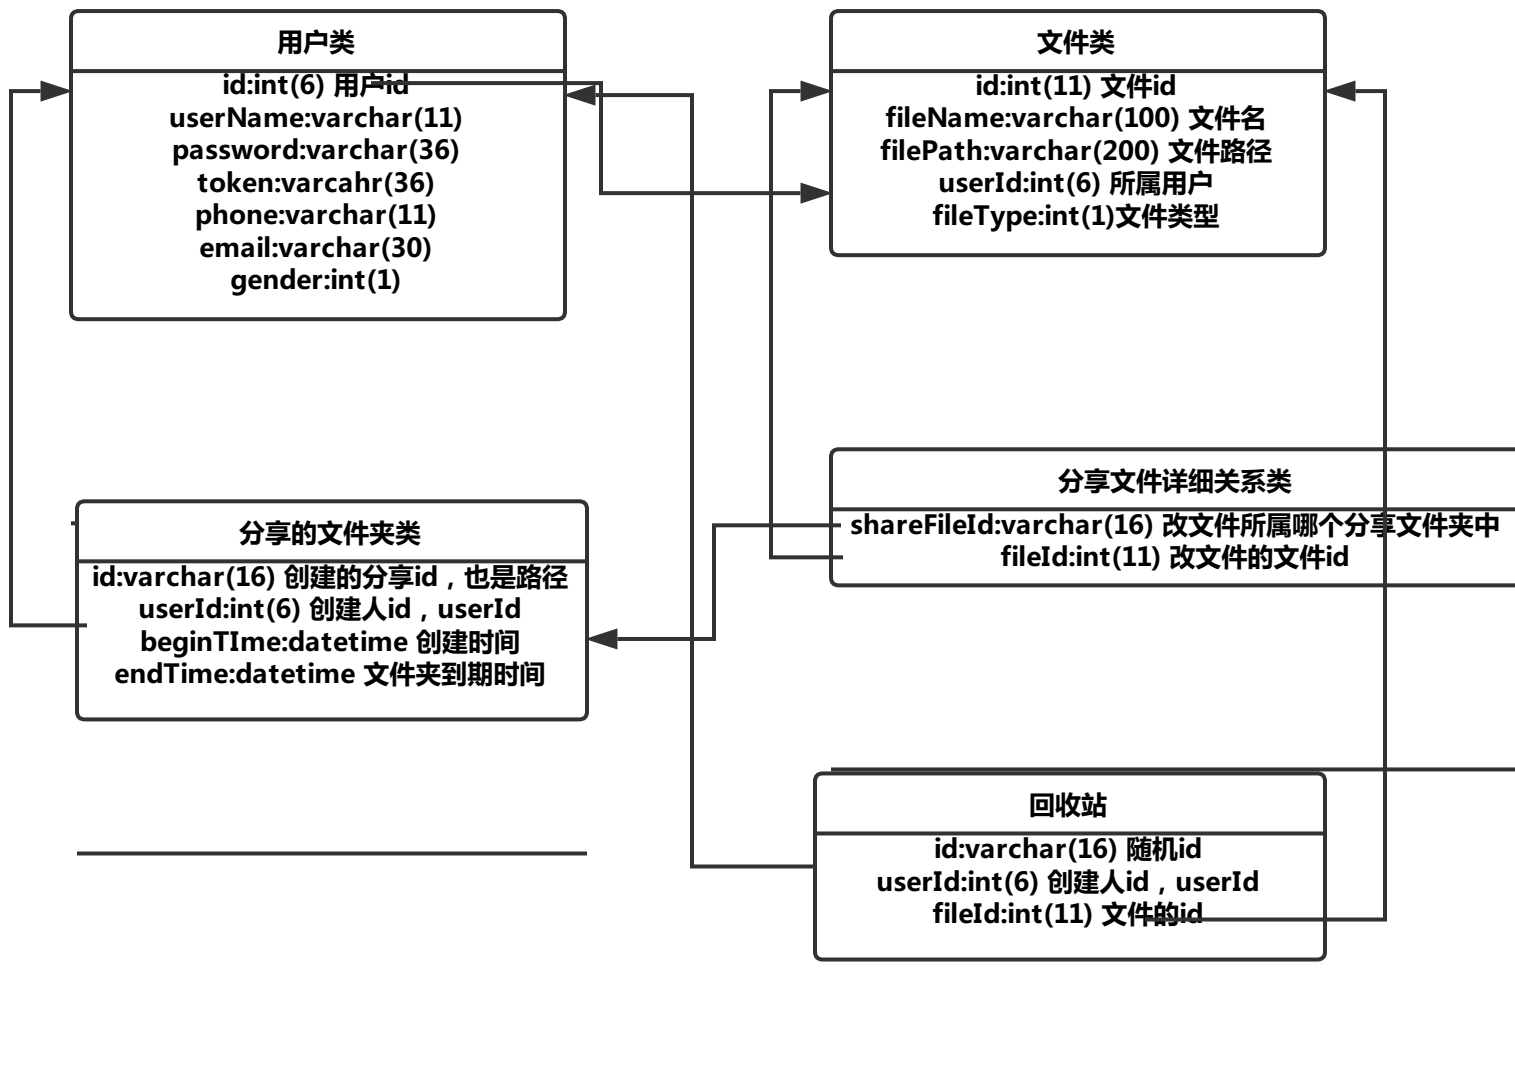 用户类
id:int(6) 用户id
userName:varchar(11)
password:varchar(36)
token:varcahr(36)
phone:varchar(11)
email:varchar(30)
gender:int(1)
文件类
id:int(11) 文件id
fileName:varchar(100) 文件名
filePath:varchar(200) 文件路径
userId:int(6) 所属用户
fileType:int(1)文件类型
分享的文件夹类
id:varchar(16) 创建的分享id，也是路径
userId:int(6) 创建人id，userId
beginTIme:datetime 创建时间
endTime:datetime 文件夹到期时间
分享文件详细关系类
shareFileId:varchar(16) 改文件所属哪个分享文件夹中
fileId:int(11) 改文件的文件id
回收站
id:varchar(16) 随机id
userId:int(6) 创建人id，userId
fileId:int(11) 文件的id